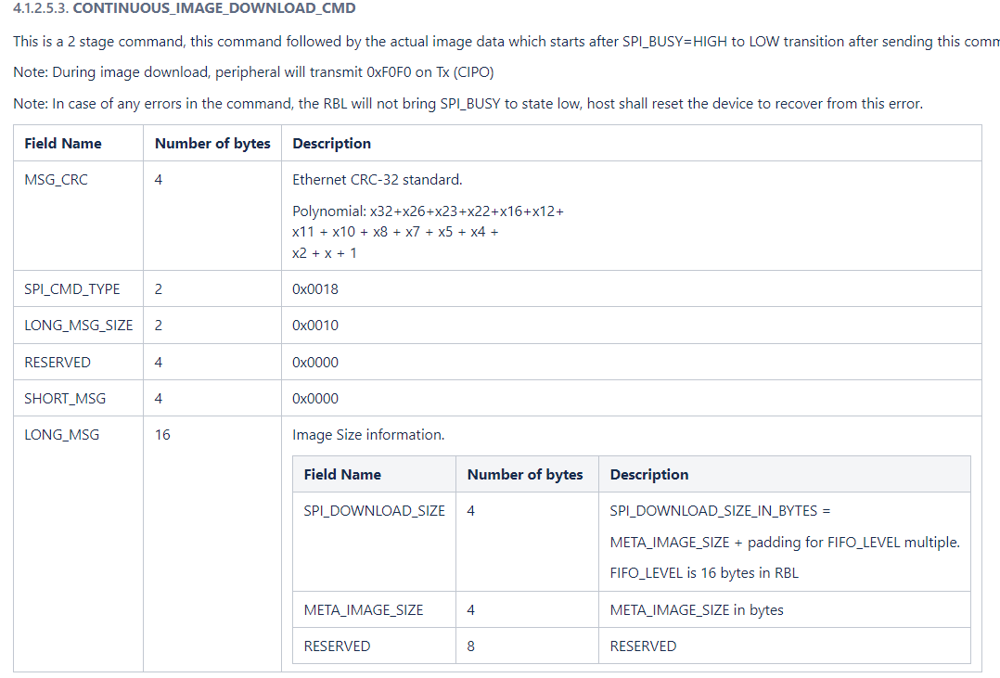 4.1.2.5.3. CONTINUOUS_IMAGE_DOWNLOAD_CMD
This is a 2 stage command, this command followed by the actual image data which starts after SPI_BUSY=HIGH to LOW transition after sending this comm
Note: During image download, peripheral will transmit 0xF0F0 on Tx (CIPO)
Note: In case of any errors in the command, the RBL will not bring SPI_BUSY to state low, host shall reset the device to recover from this error.
Field Name Number of bytes Description
MSG_CRC 4 Ethernet CRC-32 standard.
Polynomial: x32+x26+x23+x22+x16+x12+
x11 + x10 + x8 + x7 + x5 + x4 +
x2 + x + 1
SPI_CMD_TYPE 2 0x0018
LONG_MSG_SIZE 2 0x0010
RESERVED 4 0x0000
SHORT_MSG 4 0x0000
LONG_MSG 16 Image Size information.
Field Name Number of bytes Description
SPI_DOWNLOAD_SIZE 4 SPI_DOWNLOAD_SIZE_IN_BYTES =
META_IMAGE_SIZE + padding for FIFO_LEVEL multiple.
FIFO_LEVEL is 16 bytes in RBL
META_IMAGE_SIZE 4 META_IMAGE_SIZE in bytes
RESERVED 8 RESERVED